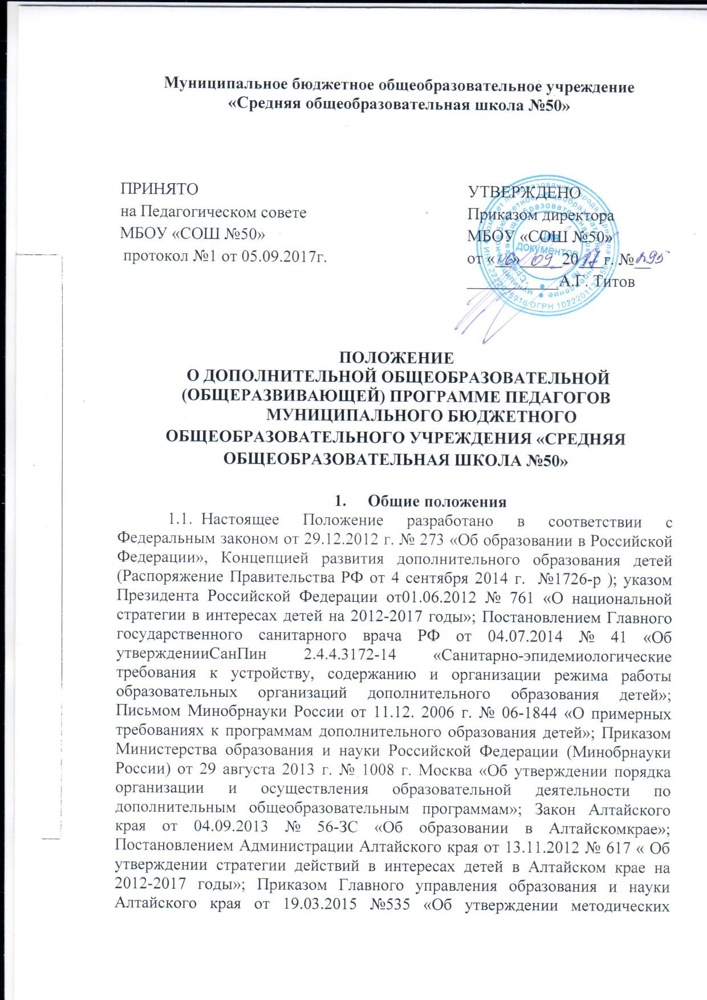 Муниципальное бюджетное общеобразовательное учреждение
«Средняя общеобразовательная школа №50»
ПРИНЯТО
на Педагогическом совете
МБОУ «СОШ №50»
протокол №1 от 05.09.2017г.
УТВЕРЖДЕНО
Приказом директора
МБОУ «СОШ №50»
от «06» 09 2017 г. № 295
А.Г. Титов
Для
документов
ПОЛОЖЕНИЕ
О ДОПОЛНИТЕЛЬНОЙ ОБЩЕОБРАЗОВАТЕЛЬНОЙ
(ОБЩЕРАЗВИВАЮЩЕЙ) ПРОГРАММЕ ПЕДАГОГОВ
МУНИЦИПАЛЬНОГО БЮДЖЕТНОГО
ОБЩЕОБРАЗОВАТЕЛЬНОГО УЧРЕЖДЕНИЯ «СРЕДНЯЯ
ОБЩЕОБРАЗОВАТЕЛЬНАЯ ШКОЛА №50»
1. Общие положения
1.1. Настоящее Положение разработано в соответствии с
Федеральным законом от 29.12.2012 г. № 273 «Об образовании в Российской
Федерации», Концепцией развития дополнительного образования детей
(Распоряжение Правительства РФ от 4 сентября 2014 г. №1726-р ); указом
Президента Российской Федерации от01.06.2012 № 761 «О национальной
стратегии в интересах детей на 2012-2017 годы»; Постановлением Главного
государственного санитарного врача РФ от 04.07.2014 № 41 «Об
утвержденииСанПин 2.4.4.3172-14 «Санитарно-эпидемиологические
требования к устройству, содержанию и организации режима работы
образовательных организаций дополнительного образования детей»;
Письмом Минобрнауки России от 11.12. 2006 г. № 06-1844 «О примерных
требованиях к программам дополнительного образования детей»; Приказом
Министерства образования и науки Российской Федерации (Минобрнауки
России) от 29 августа 2013 г. № 1008 г. Москва «Об утверждении порядка
организации и осуществления образовательной деятельности по
дополнительным общеобразовательным программам»; Закон Алтайского
края от 04.09.2013 № 56-ЗС «Об образовании в Алтайскомкрае»;
Постановлением Администрации Алтайского края от 13.11.2012 № 617 « Об
утверждении стратегии действий в интересах детей в Алтайском крае на
2012-2017 годы»; Приказом Главного управления образования и науки
Алтайского края от 19.03.2015 №535 «Об утверждении методических